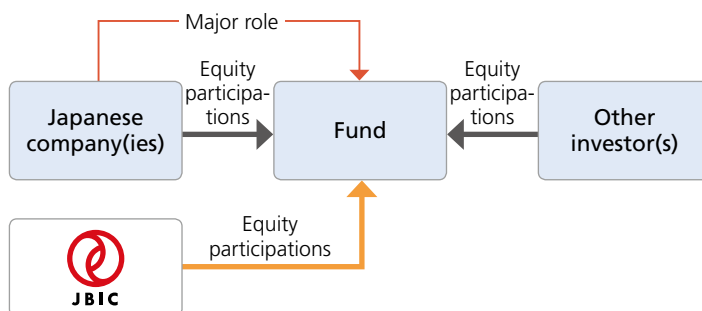 Major role
Equity
participa-
tions
Equity
participa-
tions
Japanese
company(ies)
Fund
Other
investor(s)
Equity
participations
JBIC